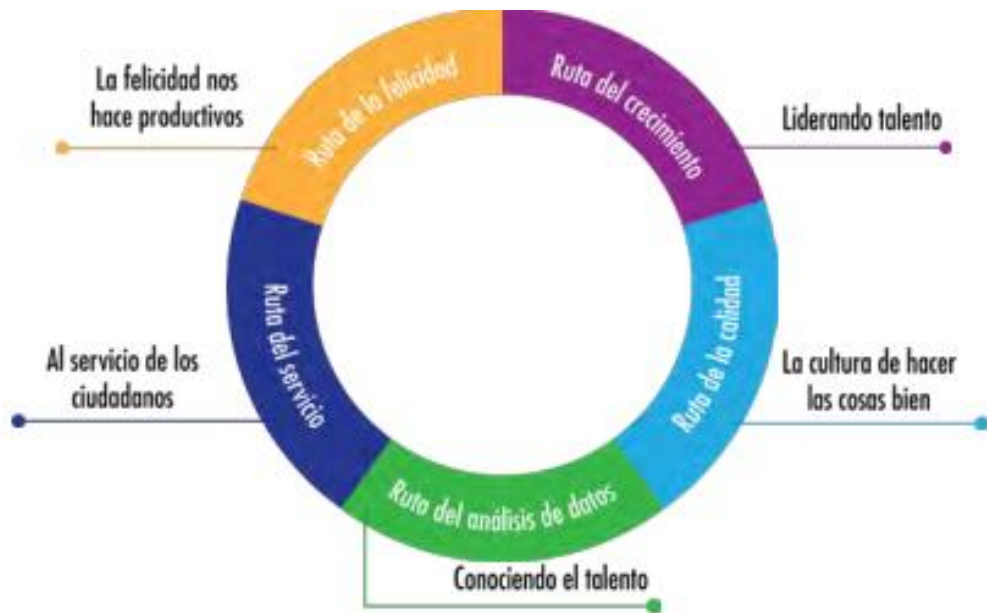 La felicidad nos
hace productivos
Ruta de la felicidad
Ruta del crecimiento
Liderando talento
Ruta del servicio
Ruta de la calidad
Al servicio de los
ciudadanos
La cultura de hacer
las cosas bien
Ruta del análisis de datos
Conociendo el talento